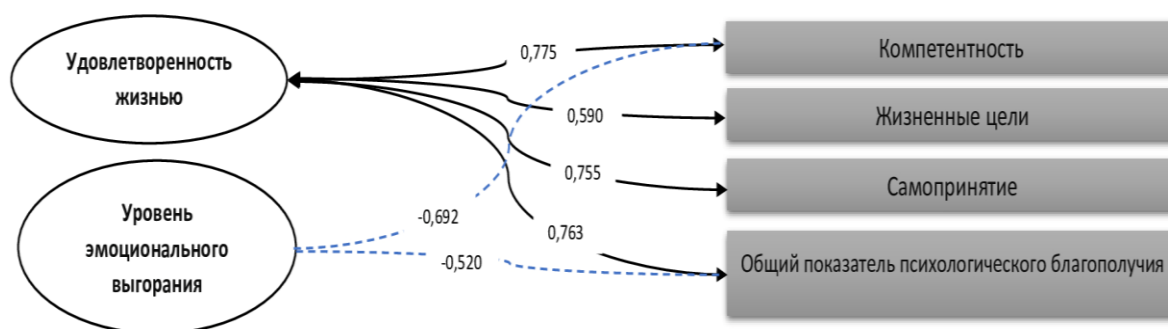 Удовлетворенность
жизнью
Уровень
эмоционального
выгорания
0,775
0,590
0,755
0,763
-0,692
-0,520
Компетентность
Жизненные цели
Самопринятие
Общий показатель психологического благополучия